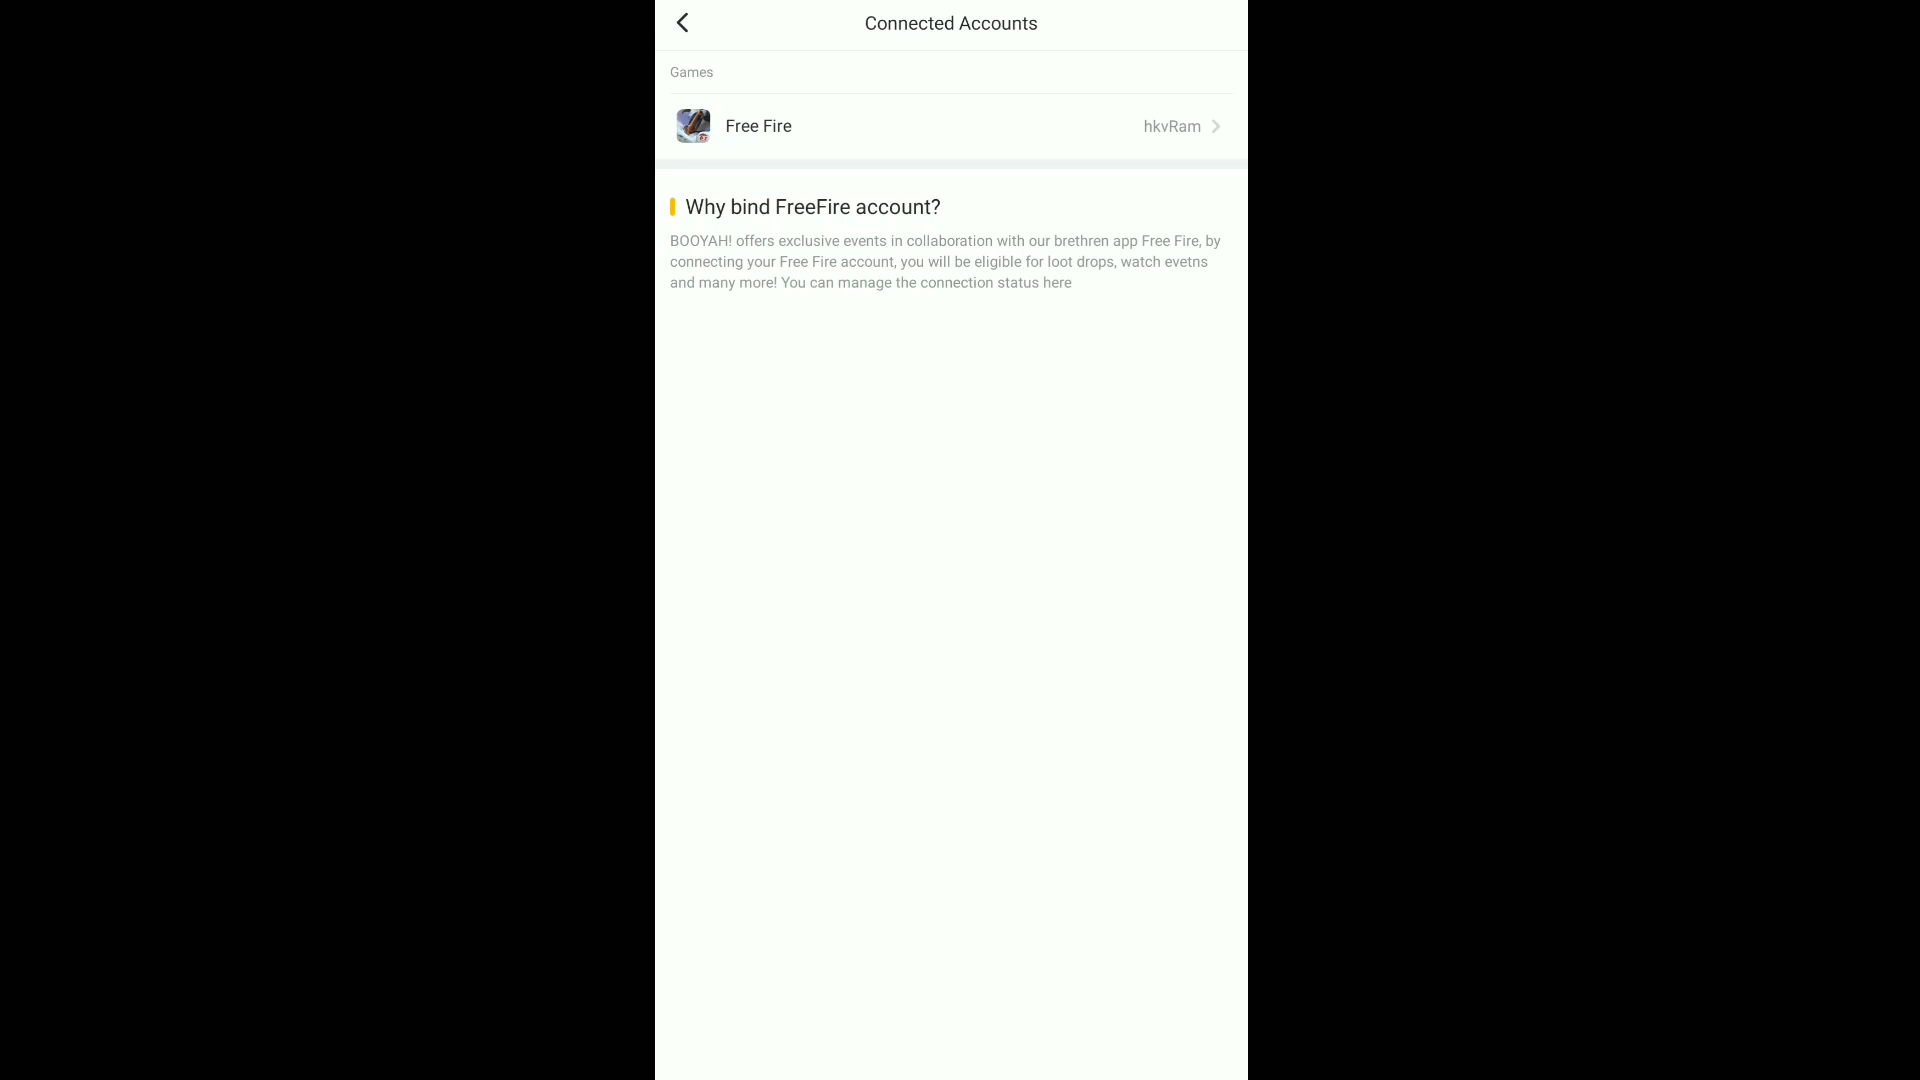 Connected Accounts
Games
Free Fire
hkvRam
Why bind FreeFire account?
BOOYAH! offers exclusive events in collaboration with our brethren app Free Fire, by
connecting your Free Fire account, you will be eligible for loot drops, watch evetns
and many more! You can manage the connection status here